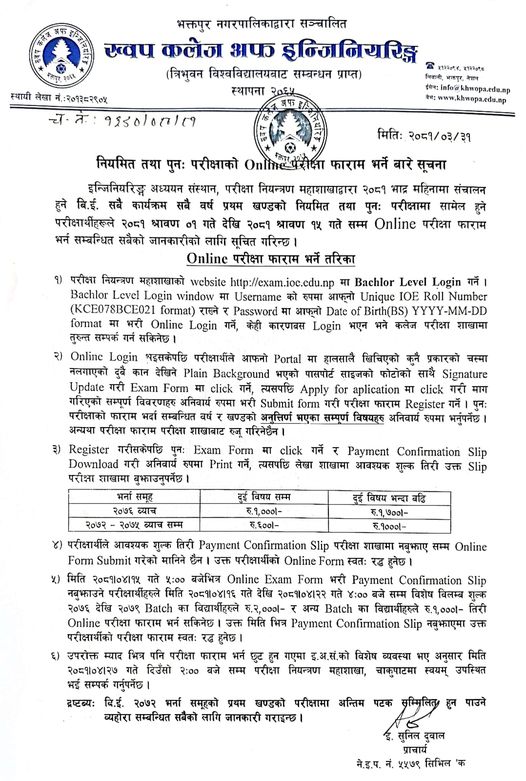 भक्तपुर नगरपालिकाद्वारा सञ्चालित
ख्वप कलेज अफ इन्जिनियरिङ्ग
(त्रिभुवन विश्वविद्यालयबाट सम्बन्धन प्राप्त)
स्थापना २०६५
लिवाली, भक्तपुर, नेपाल
इमेल: info@khwopa.edu.np
वेब: www.khwopa.edu.np
स्थायी लेखा नं.:२०१३८२९०५
मिति: २०८१/०३/३१
नियमित तथा पुनः परीक्षाको Online परीक्षा फाराम भर्ने बारे सूचना
इन्जिनियरिङ्ग अध्ययन संस्थान, परीक्षा नियन्त्रण महाशाखाद्वारा २०८१ भाद्र महिनामा संचालन
हुने बि.ई. सबै कार्यक्रम सबै वर्ष प्रथम खण्डको नियमित तथा पुनः परीक्षामा सामेल हुने
परीक्षार्थीहरूले २०८१ श्रावण ०१ गते देखि २०८१ श्रावण १५ गते सम्म Online परीक्षा फाराम
भर्न सम्बन्धित सबैको जानकारीको लागि सूचित गरिन्छ ।
Online परीक्षा फाराम भर्ने तरिका
१) परीक्षा नियन्त्रण महाशाखाको website http://exam.ioe.edu.np मा Bachlor Level Login गर्ने ।
Bachlor Level Login window मा Username को रुपमा आफ्नो Unique IOE Roll Number
(KCE078BCE021 format) राख्ने र Password मा आफ्नो Date of Birth(BS) YYYY-MM-DD
format मा भरी Online Login गर्ने, केही कारणबस Login भएन भने कलेज परीक्षा शाखामा
तुरुन्त सम्पर्क गर्न सकिनेछ ।
२) Online Login भइसकेपछि परीक्षार्थीले आफनो Portal मा हालसालै खिचिएको कुनै प्रकारको चस्मा
नलगाएको दुबै कान देखिने Plain Background भएको पासपोर्ट साइजको फोटोको साथै Signature
Update गरी Exam Form मा click गर्ने, त्यसपछि Apply for aplication मा click गरी माग
गरिएको सम्पूर्ण विवरणहरु अनिवार्य रुपमा भरी Submit form गरी परीक्षा फाराम Register गर्ने । पुनः
परीक्षाको फाराम भर्दा सम्बन्धित वर्ष र खण्डको अनुत्तिर्ण भएका सम्पूर्ण विषयहरु अनिवार्य रुपमा भर्नुपर्नेछ ।
अन्यथा परीक्षा फाराम परीक्षा शाखाबाट रुजू गरिनेछैन ।
३) Register गरीसकेपछि पुनः Exam Form मा click गर्ने र Payment Confirmation Slip
Download गरी अनिवार्य रुपमा Print गर्ने, त्यसपछि लेखा शाखामा आवश्यक शुल्क तिरी उक्त Slip
परीक्षा शाखामा बुझाउनुपर्नेछ ।
भर्ना समूह दुई विषय सम्म दुई विषय भन्दा बढि
२०७६ ब्याच रु.१,०००/- रु.१,७००/-
२०७२ – २०७५ ब्याच सम्म रु.६००/- रु.१०००/-
४) परीक्षार्थीले आवश्यक शुल्क तिरी Payment Confirmation Slip परीक्षा शाखामा नबुझाए सम्म Online
Form Submit गरेको मानिने छैन । उक्त परीक्षार्थीको Online Form स्वतः रद्ध हुनेछ ।
५) मिति २०८१।०४।१५ गते ५:०० बजेभित्र Online Exam Form भरी Payment Confirmation Slip
नबुझाउने परीक्षार्थीहरुले मिति २०८१।०४।१६ गते देखि २०८१।०४।२२ गते ४:०० बजे सम्म विशेष विलम्ब शुल्क
२०७६ देखि २०७९ Batch का विद्यार्थीहरुले रु.२,०००/- र अन्य Batch का विद्यार्थीहरुले रु.१,०००/- तिरी
Online परीक्षा फाराम भर्न सकिनेछ । उक्त मिति भित्र Payment Confirmation Slip नबुझाएमा उक्त
परीक्षार्थीको परीक्षा फाराम स्वतः रद्ध हुनेछ ।
६) उपरोक्त म्याद भित्र पनि परीक्षा फाराम भर्न छुट हुन गएमा इ.अ.सं.को विशेष व्यवस्था भए अनुसार मिति
२०८१।०४।२७ गते दिउँसो २:०० बजे सम्म परीक्षा नियन्त्रण महाशाखा, चाकुपाटमा स्वयम् उपस्थित
भई सम्पर्क गर्नुपर्नेछ ।
द्रष्टब्यः बि.ई. २०७२ भर्ना समूहको प्रथम खण्डको परीक्षामा अन्तिम पटक सम्मिलित हुन पाउने
व्यहोरा सम्बन्धित सबैको लागि जानकारी गराइन्छ ।
ई. सुनिल दुवाल
प्राचार्य
ने.इ.प. नं. ५५७९ सिभिल 'क'